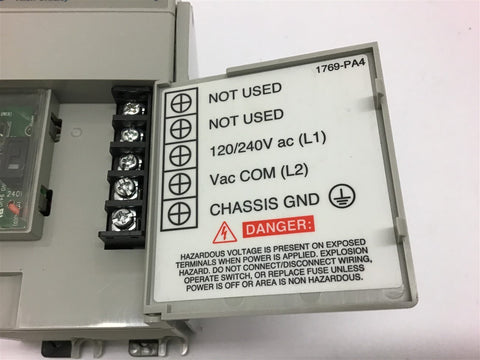 1769-PA4
NOT USED
NOT USED
120/240V ac (L1)
Vac COM (L2)
CHASSIS GND
DANGER:
HAZARDOUS VOLTAGE IS PRESENT ON EXPOSED
TERMINALS WHEN POWER IS APPLIED. EXPLOSION
HAZARD. DO NOT CONNECT/DISCONNECT WIRING,
OPERATE SWITCH, OR REPLACE FUSE UNLESS
POWER IS OFF OR AREA IS NON HAZARDOUS.
240V